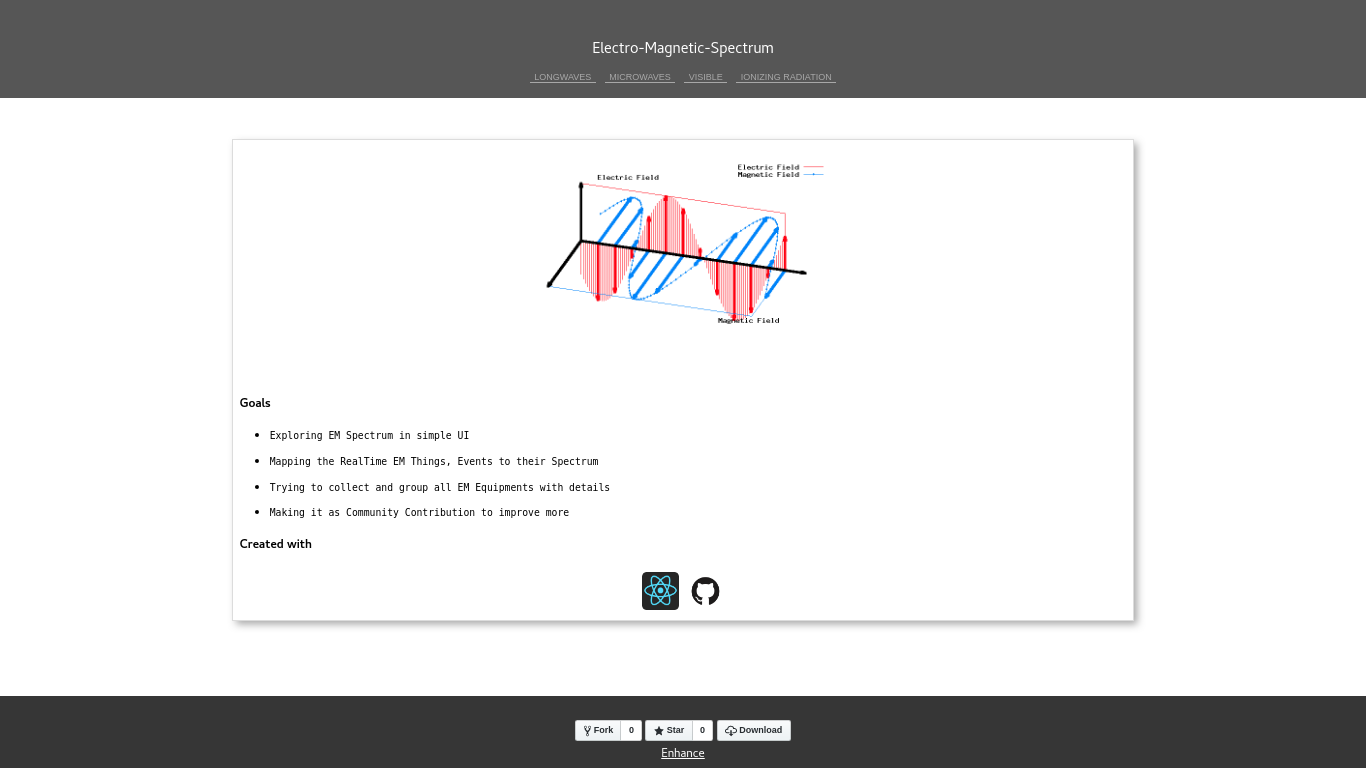 Electro-Magnetic-Spectrum
LONGWAVES MICROWAVES VISIBLE IONIZING RADIATION
Electric Field
Magnetic Field
Electric Field
Magnetic Field
Goals
Exploring EM Spectrum in simple UI
Mapping the RealTime EM Things, Events to their Spectrum
Trying to collect and group all EM Equipments with details
Making it as Community Contribution to improve more
Created with
Fork 0 Star 0 Download
Enhance